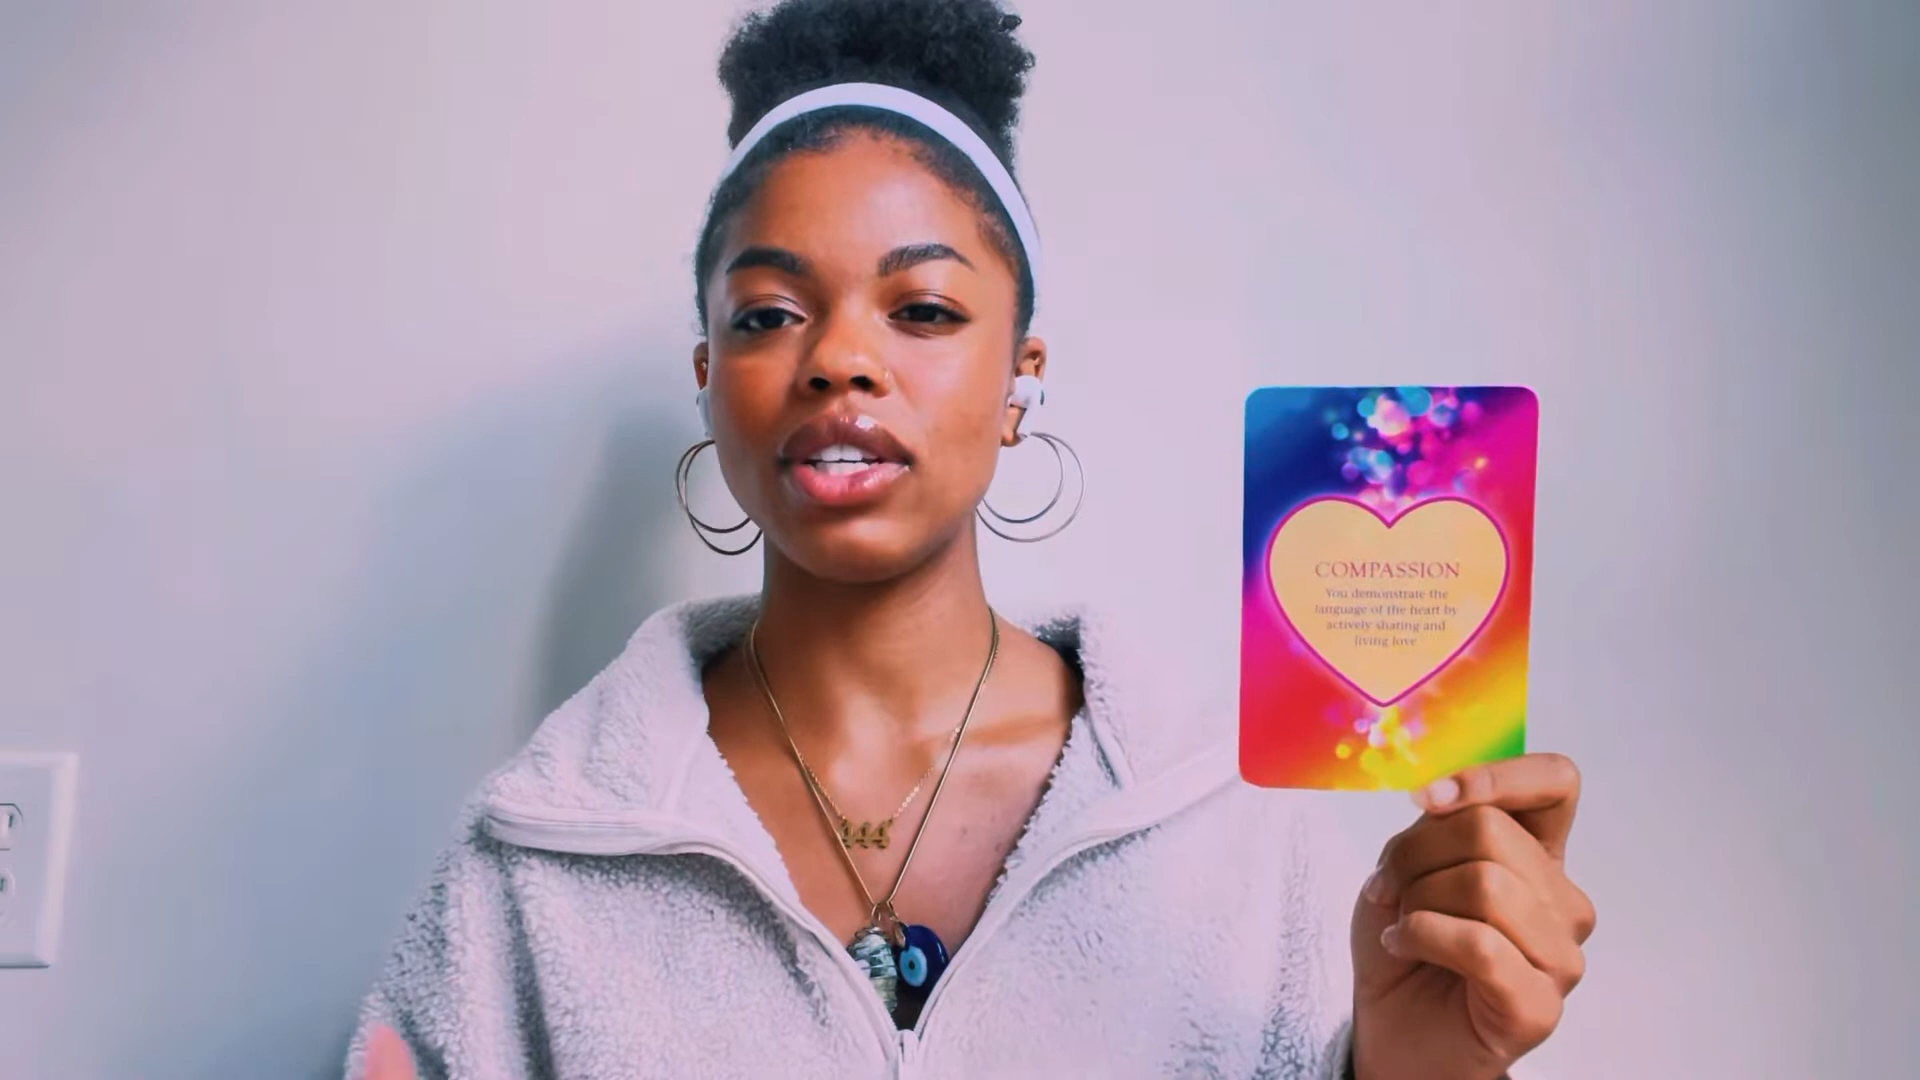 444
COMPASSION
You demonstrate the
language of the heart by
actively sharing and
living love